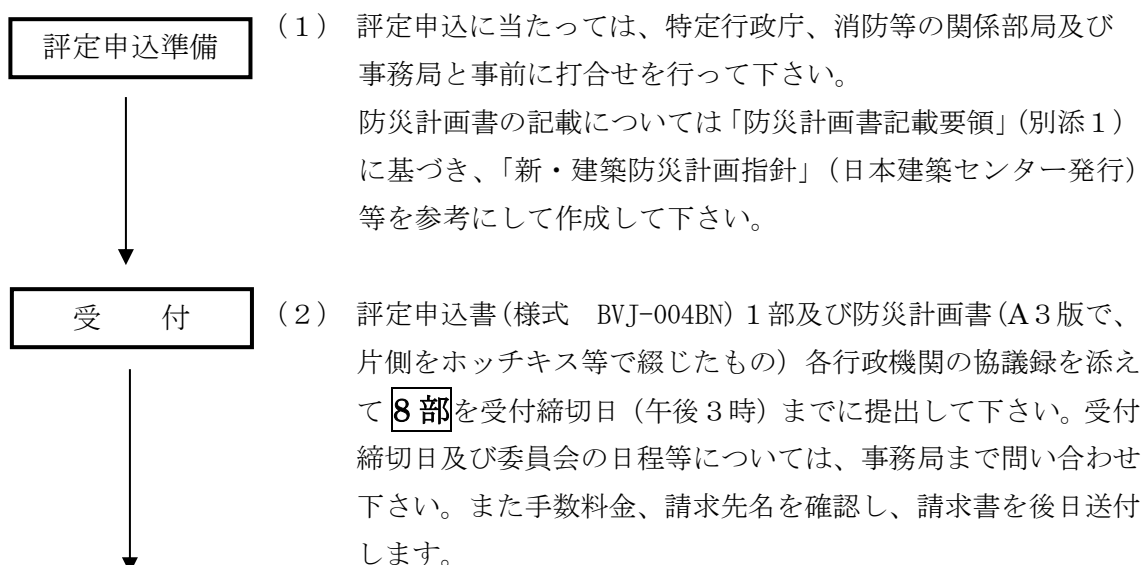 評定申込準備
（１） 評定申込に当たっては、特定行政庁、消防等の関係部局及び
事務局と事前に打合せを行って下さい。
防災計画書の記載については「防災計画書記載要領」(別添１)
に基づき、「新・建築防災計画指針」（日本建築センター発行）
等を参考にして作成して下さい。
受　　付
（２） 評定申込書(様式　BVJ-004BN)１部及び防災計画書(A３版で、
片側をホッチキス等で綴じたもの）各行政機関の協議録を添え
て８部を受付締切日（午後３時）までに提出して下さい。受付
締切日及び委員会の日程等については、事務局まで問い合わせ
下さい。また手数料金、請求先名を確認し、請求書を後日送付
します。